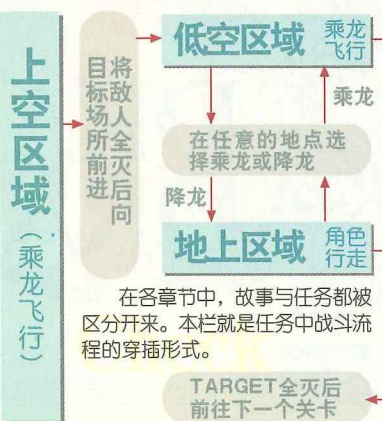 上空区域
（乘龙飞行）
将敌人全灭后向
目标场所前进
低空区域
乘龙
飞行
乘龙
在任意的地点选
择乘龙或降龙
降龙
地上区域
角色
行走
在各章节中，故事与任务都被
区分开来。本栏就是任务中战斗流
程的穿插形式。
TARGET全灭后
前往下一个关卡